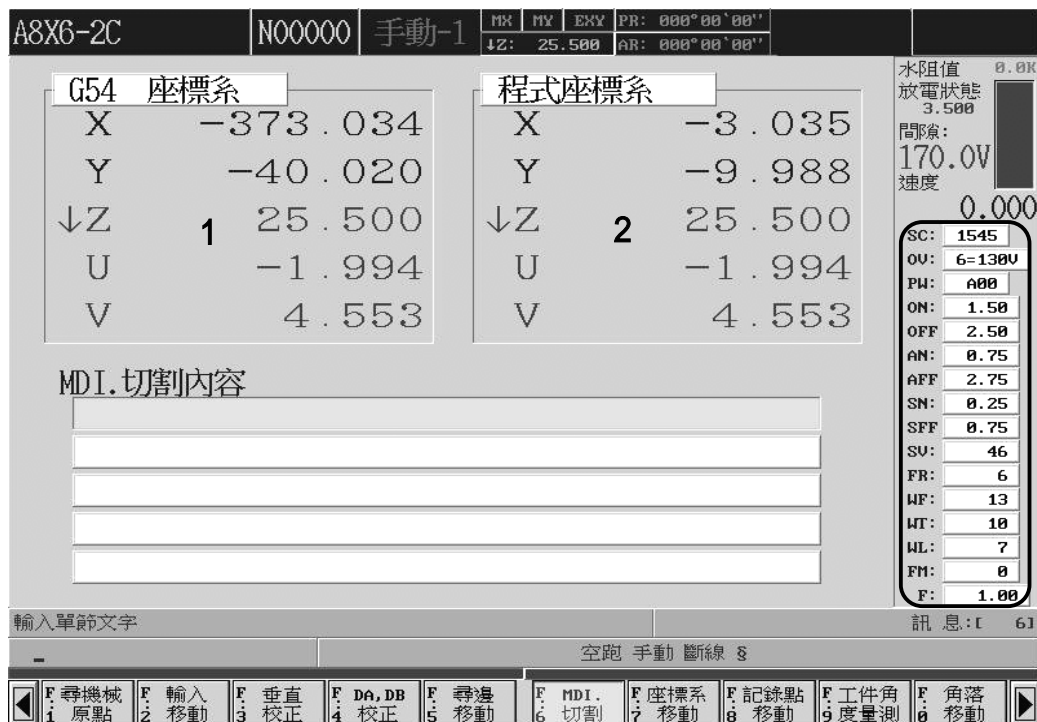 A8X6-2C N00000 手動-1 MX MY EXY PR: 000°00`00''
↓Z: 25.500 AR: 000°00`00''
G54 座標系
X -373.034
Y -40.020
↓Z 25.500
U -1.994
V 4.553
1
程式座標系
X -3.035
Y -9.988
↓Z 25.500
U -1.994
V 4.553
2
水阻值 0.0K
放電狀態
3.500
間隙:
170.0V
速度
0.000
SC: 1545
OV: 6=130V
PW: A00
ON: 1.50
OFF 2.50
AN: 0.75
AFF 2.75
SN: 0.25
SFF 0.75
SV: 46
FR: 6
WF: 13
WT: 10
WL: 7
FM: 0
F: 1.00
MDI.切割內容
輸入單節文字 訊 息:[ 6]
_ 空跑 手動 斷線 §
F1 尋機械原點
F2 輸入移動
F3 垂直校正
F4 DA,DB校正
F5 尋邊移動
F6 MDI.切割
F7 座標系移動
F8 記錄點移動
F9 工件角度量測
F0 角落移動